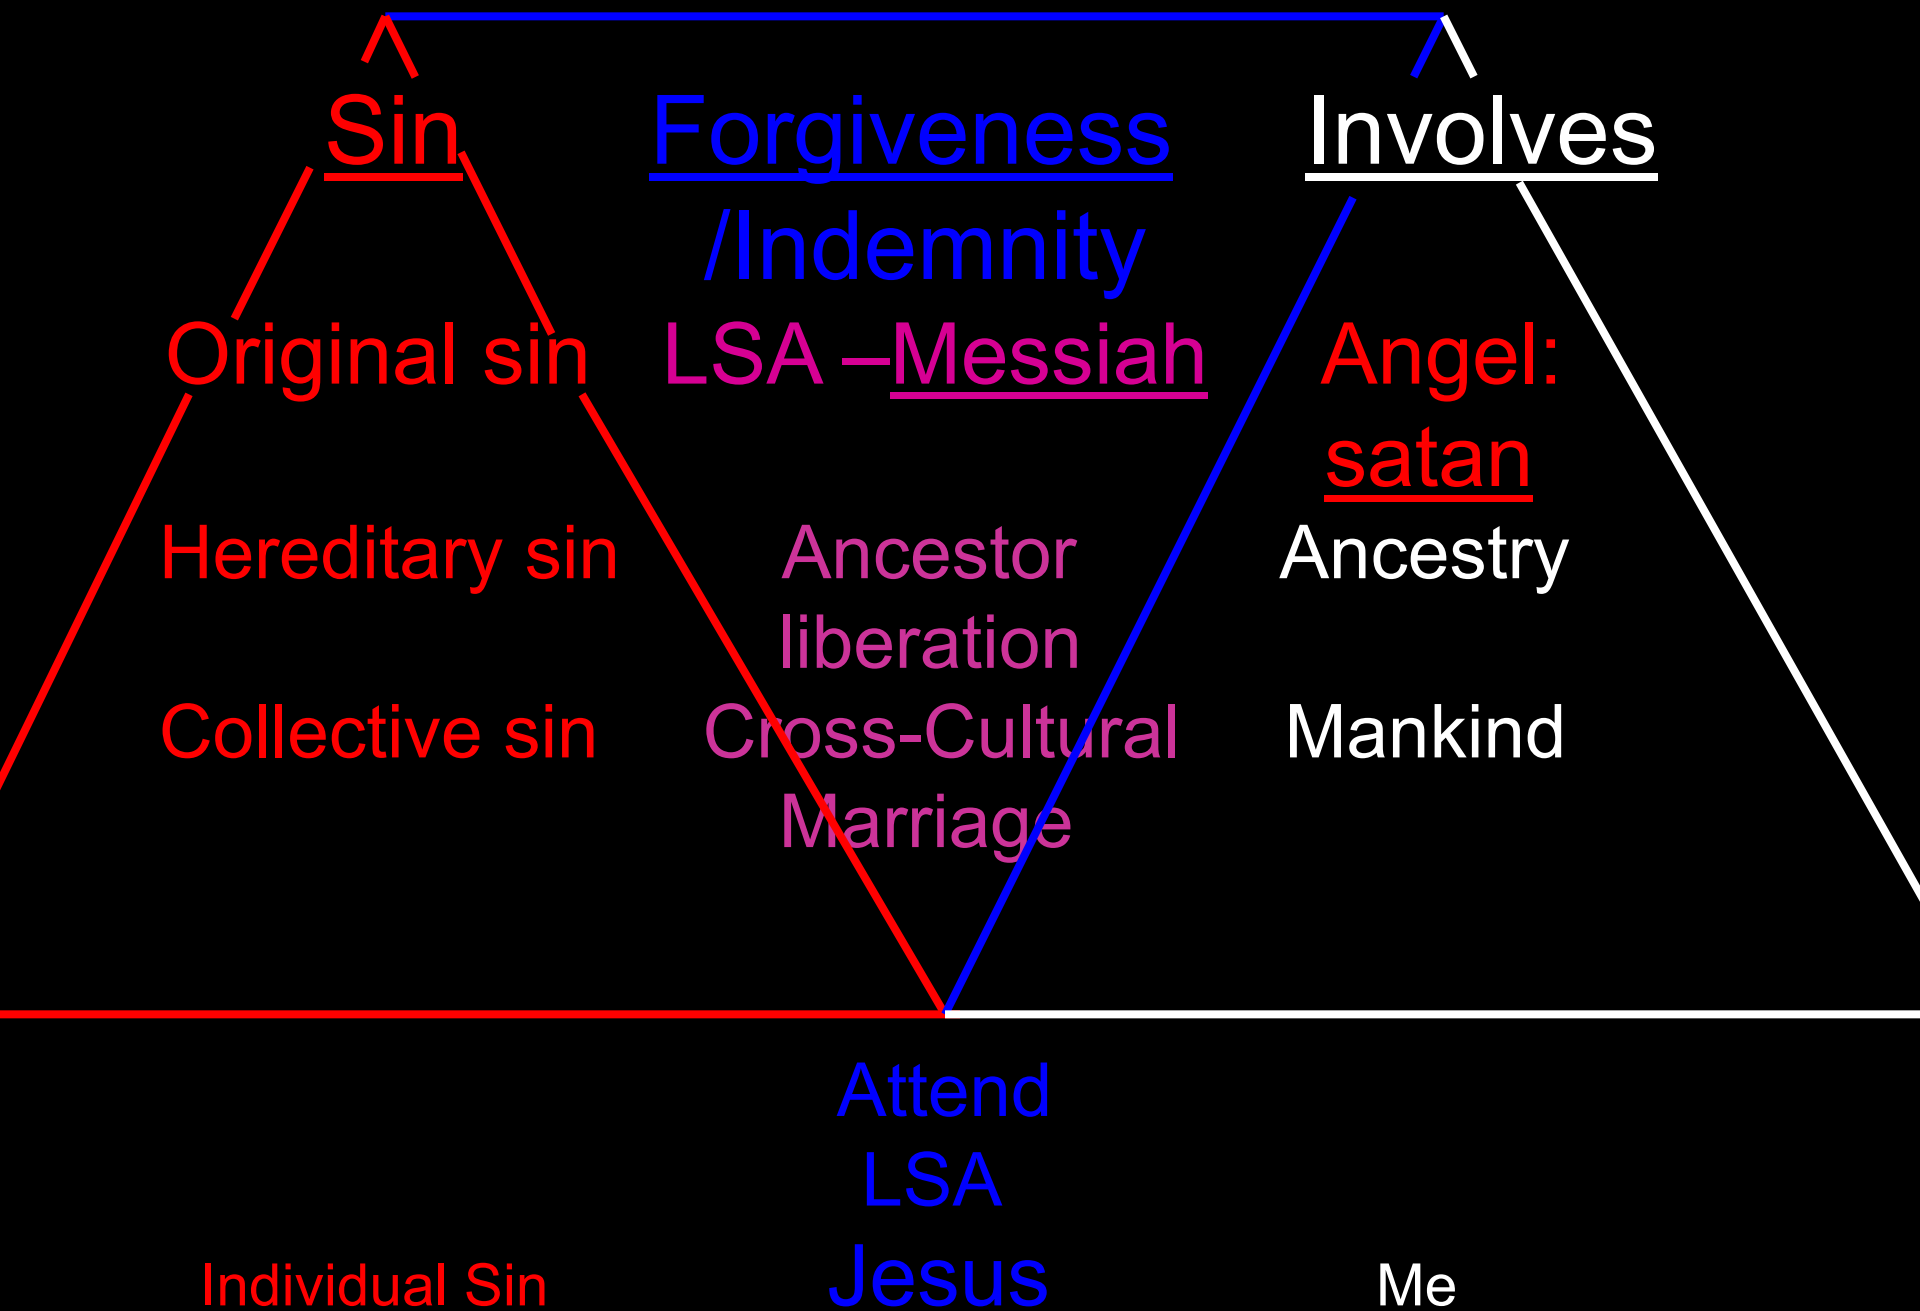 Sin Forgiveness Involves
/Indemnity
Original sin LSA –Messiah Angel:
satan
Hereditary sin Ancestor Ancestry
liberation
Collective sin Cross-Cultural Mankind
Marriage
Attend
LSA
Individual Sin Jesus Me